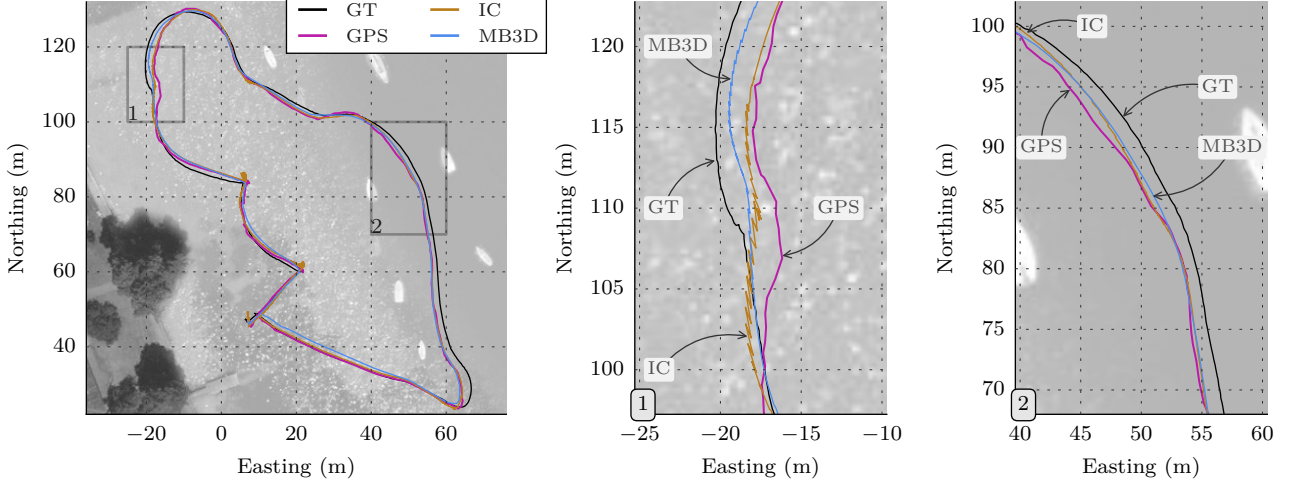 GT
GPS
IC
MB3D
120
100
80
60
40
Northing (m)
−20
0
20
40
60
Easting (m)
1
2
120
115
110
105
100
Northing (m)
−25
−20
−15
−10
Easting (m)
MB3D
GT
GPS
IC
1
100
95
90
85
80
75
70
Northing (m)
40
45
50
55
60
Easting (m)
IC
GT
GPS
MB3D
2